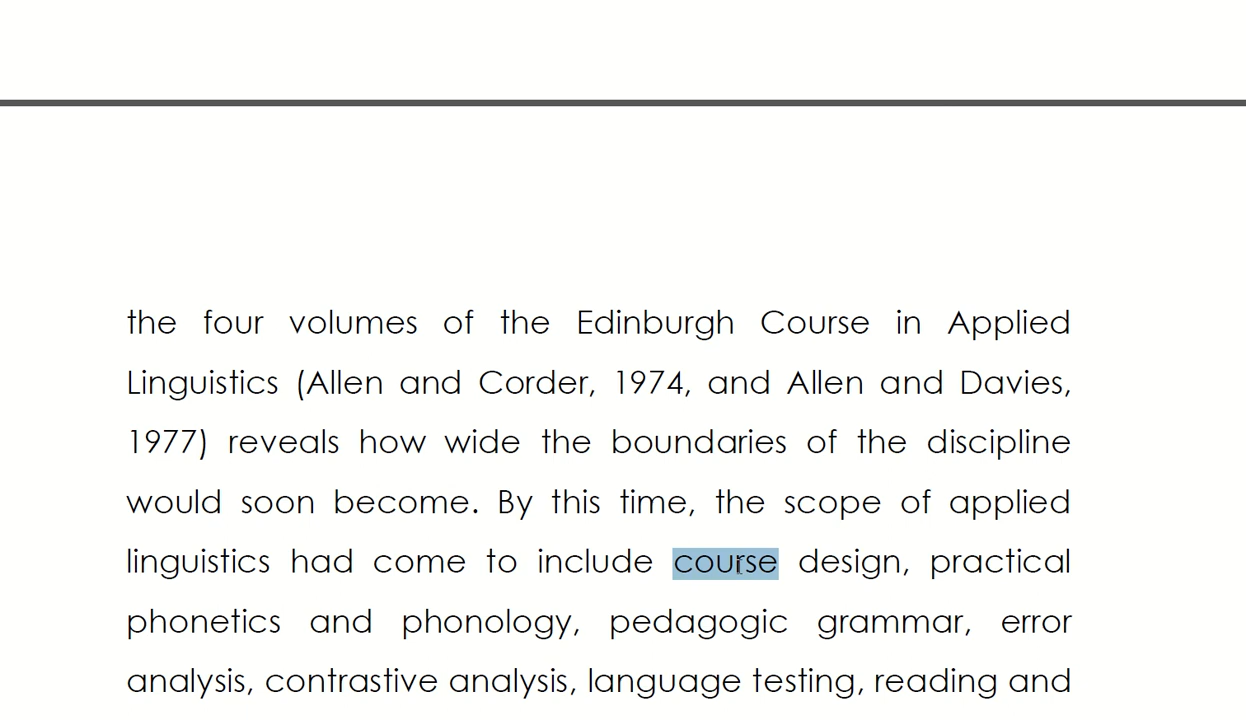 the four volumes of the Edinburgh Course in Applied
Linguistics (Allen and Corder, 1974, and Allen and Davies,
1977) reveals how wide the boundaries of the discipline
would soon become. By this time, the scope of applied
linguistics had come to include course design, practical
phonetics and phonology, pedagogic grammar, error
analysis, contrastive analysis, language testing, reading and